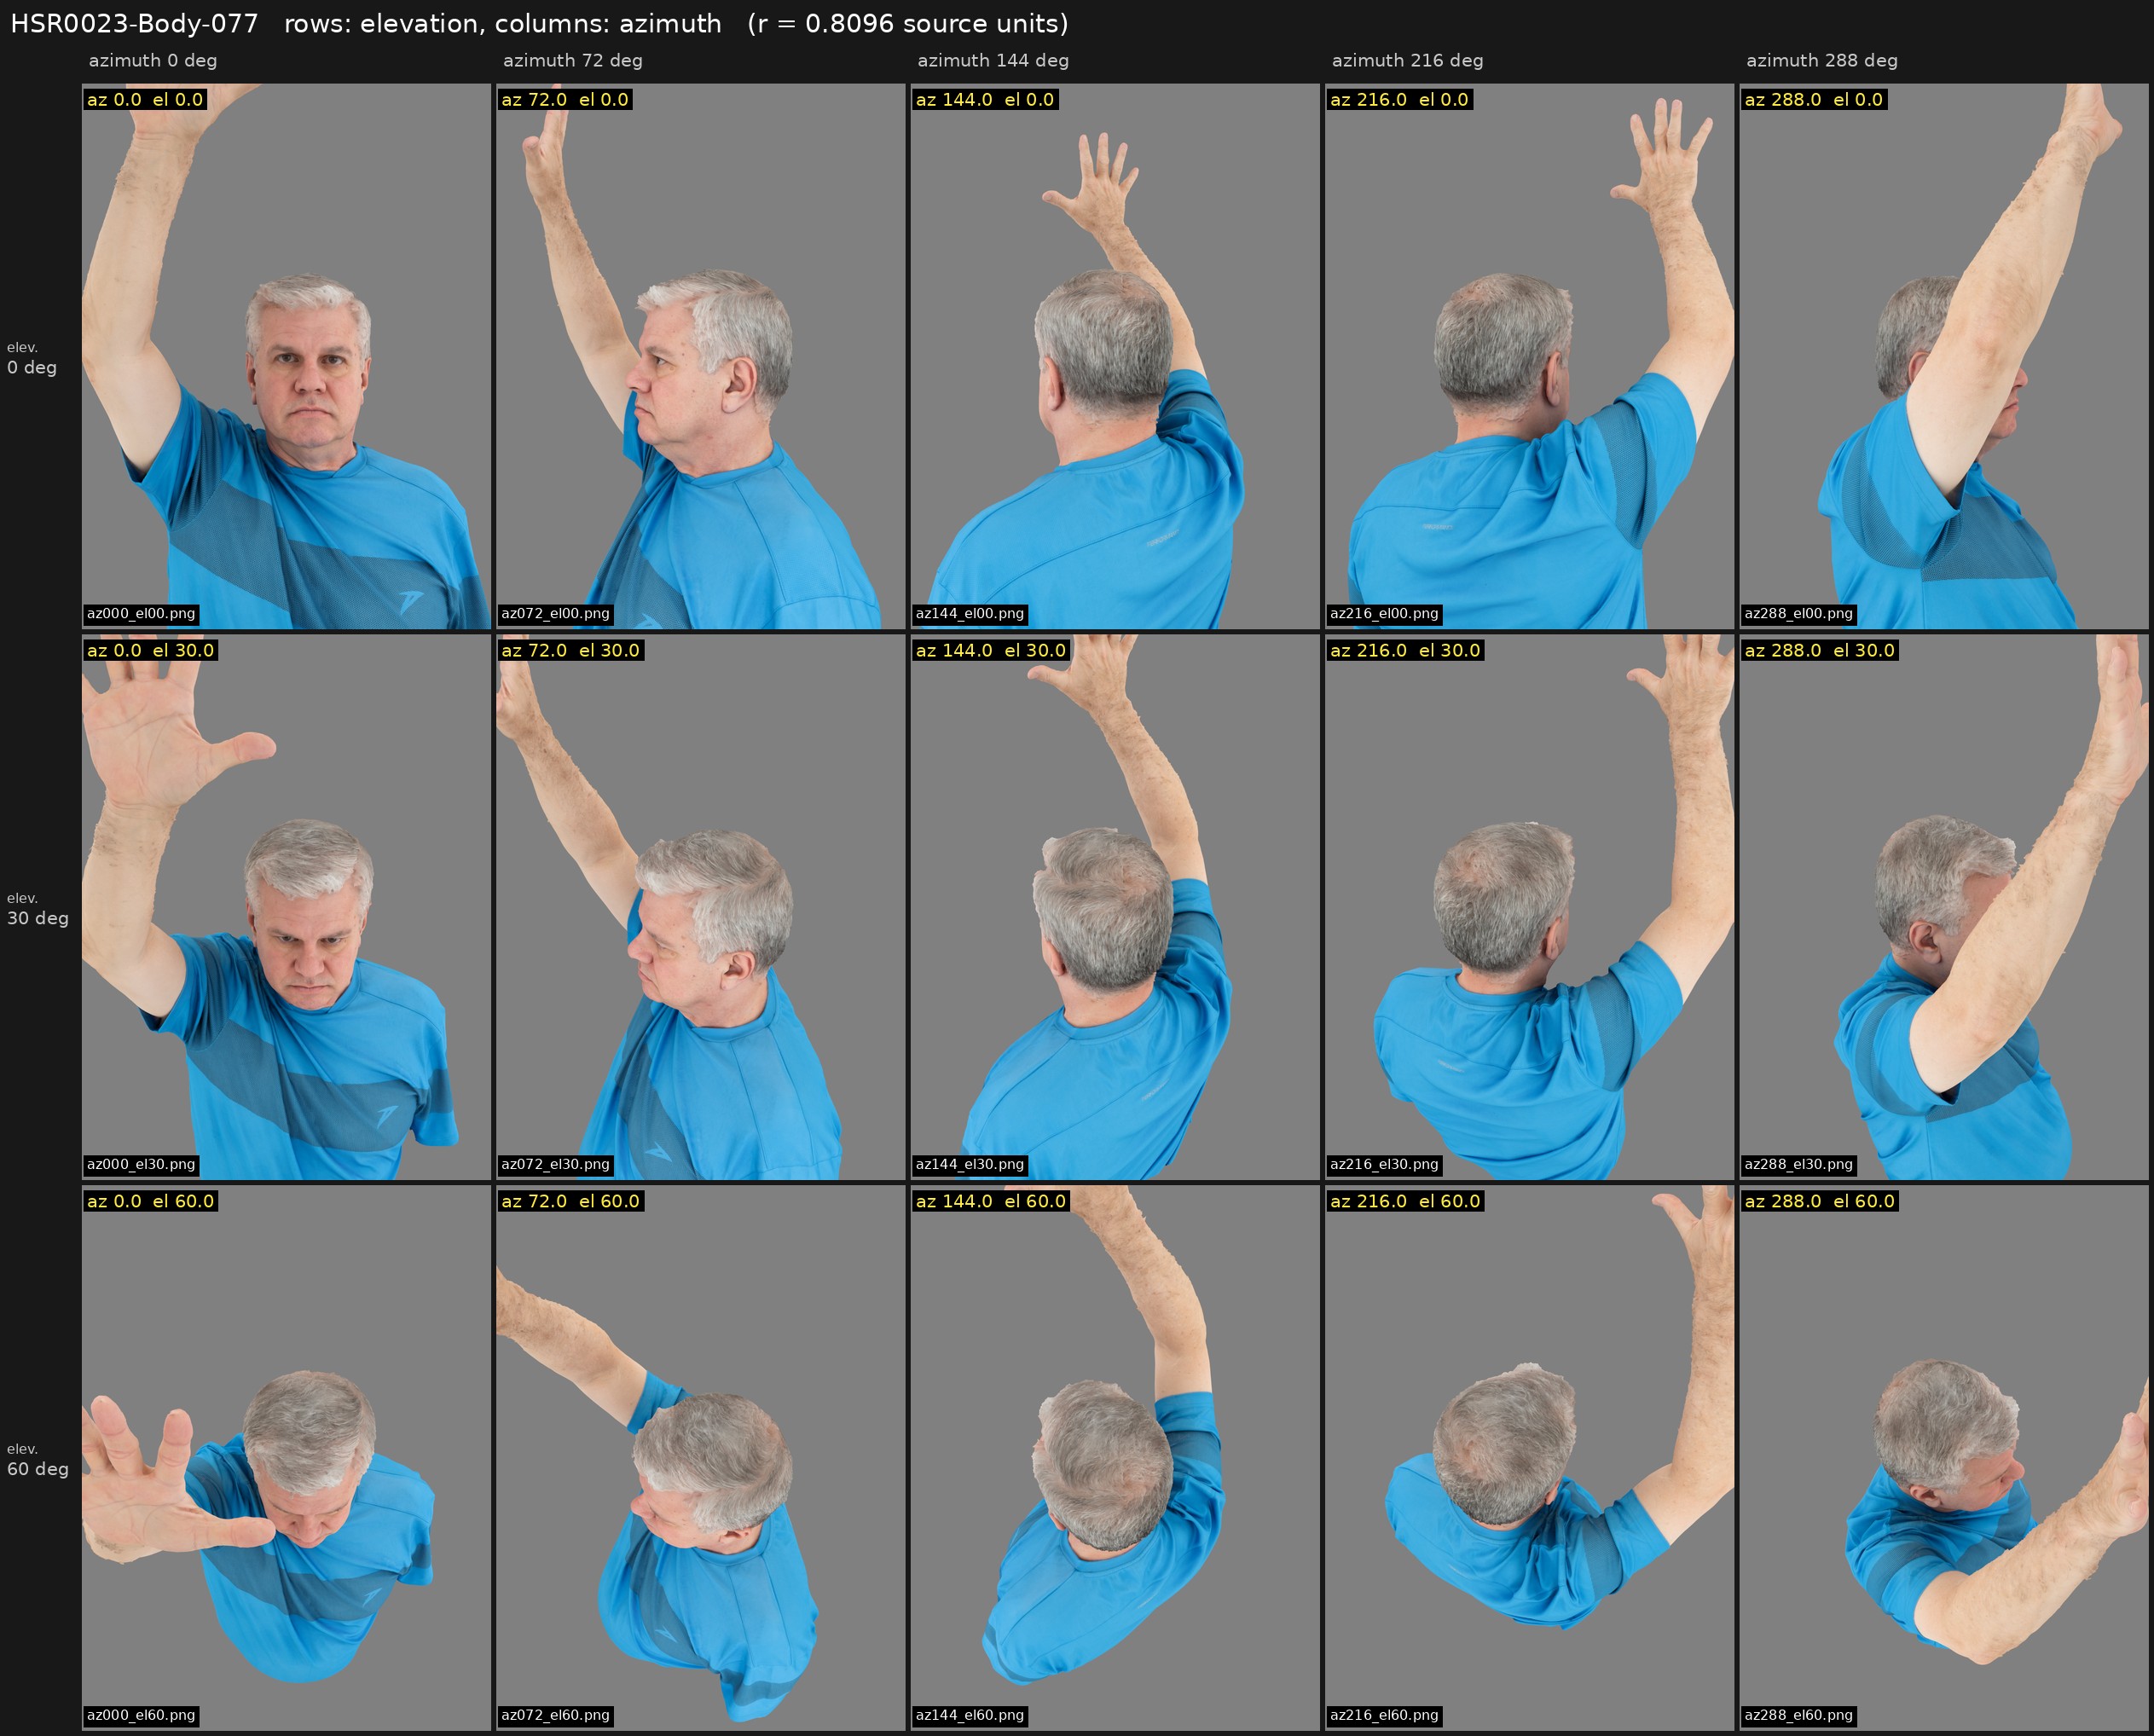 HSR0023-Body-077   rows: elevation, columns: azimuth   (r = 0.8096 source units)
azimuth 0 deg
azimuth 72 deg
azimuth 144 deg
azimuth 216 deg
azimuth 288 deg
az 0.0  el 0.0
az 72.0  el 0.0
az 144.0  el 0.0
az 216.0  el 0.0
az 288.0  el 0.0
elev.
0 deg
az000_el00.png
az072_el00.png
az144_el00.png
az216_el00.png
az288_el00.png
az 0.0  el 30.0
az 72.0  el 30.0
az 144.0  el 30.0
az 216.0  el 30.0
az 288.0  el 30.0
elev.
30 deg
az000_el30.png
az072_el30.png
az144_el30.png
az216_el30.png
az288_el30.png
az 0.0  el 60.0
az 72.0  el 60.0
az 144.0  el 60.0
az 216.0  el 60.0
az 288.0  el 60.0
elev.
60 deg
az000_el60.png
az072_el60.png
az144_el60.png
az216_el60.png
az288_el60.png